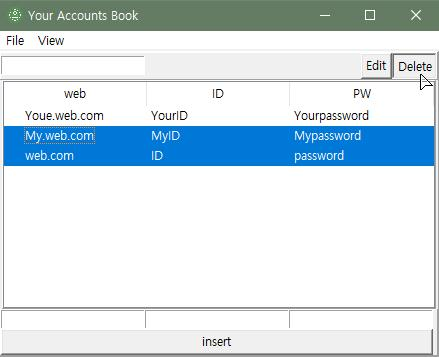 Your Accounts Book
File View
Edit Delete
web ID PW
Youe.web.com YourID Yourpassword
My.web.com MyID Mypassword
web.com ID password
insert